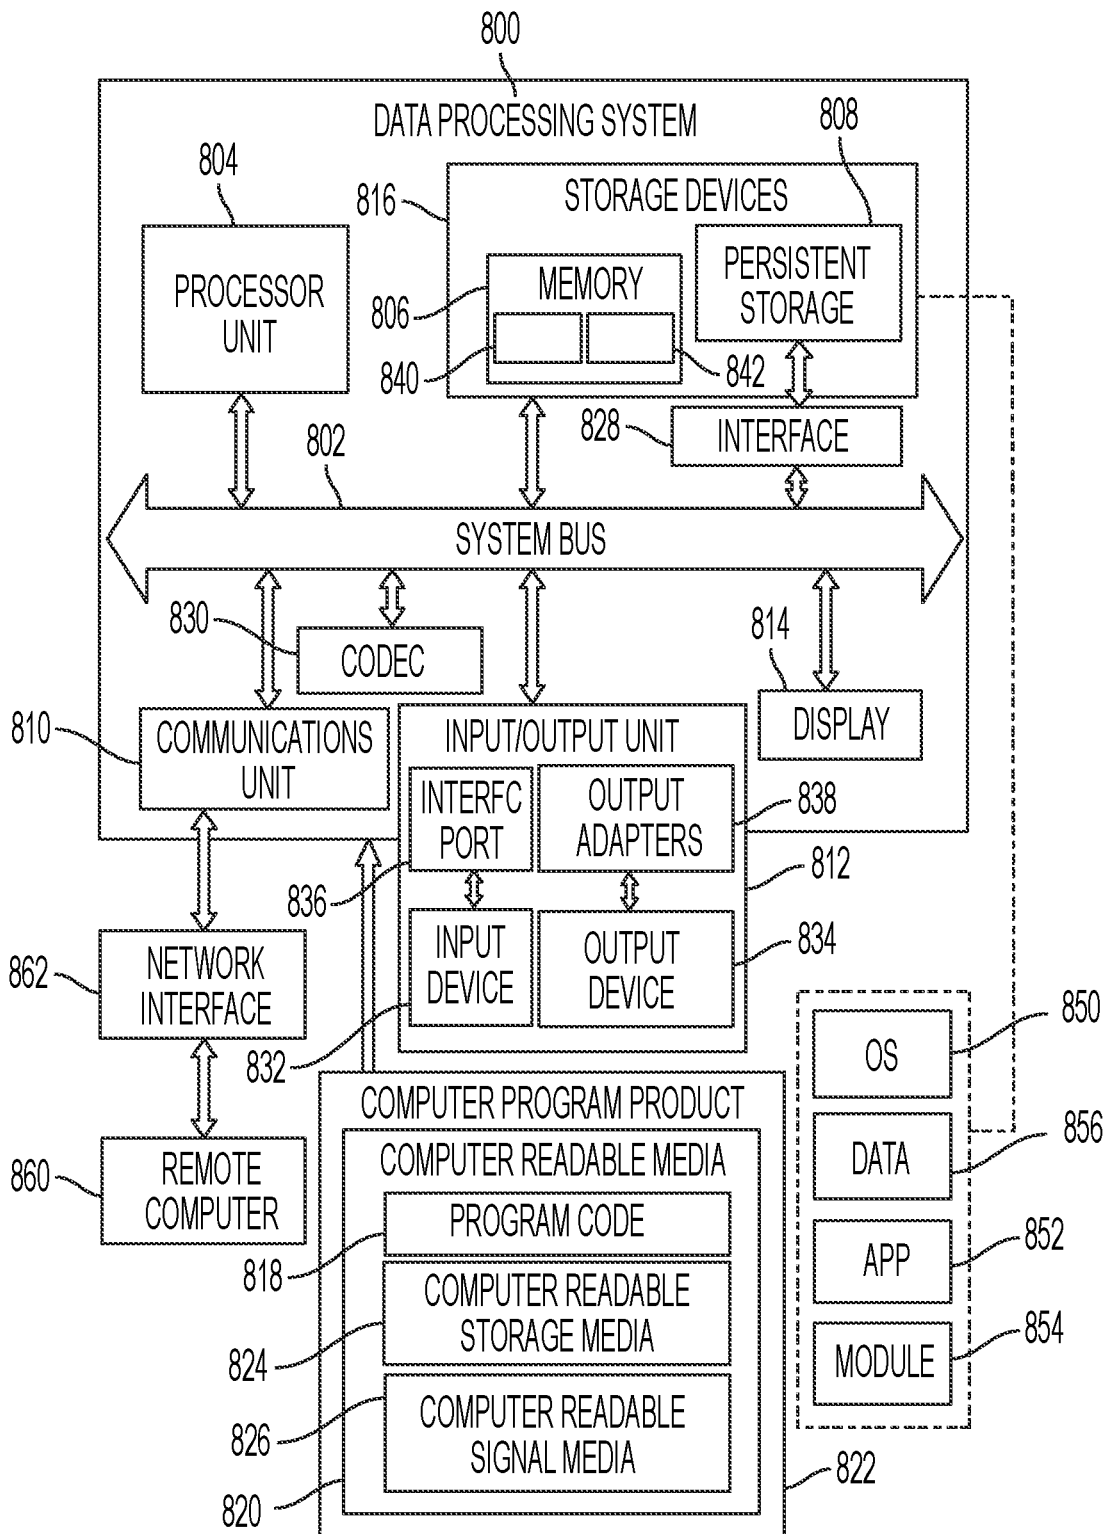 800
DATA PROCESSING SYSTEM
808
804
816
STORAGE DEVICES
PROCESSOR
UNIT
806
MEMORY
PERSISTENT
STORAGE
840
842
828
INTERFACE
802
SYSTEM BUS
830
CODEC
814
DISPLAY
810
COMMUNICATIONS
UNIT
INPUT/OUTPUT UNIT
INTERFC
PORT
OUTPUT
ADAPTERS
838
836
812
INPUT
DEVICE
OUTPUT
DEVICE
834
832
862
NETWORK
INTERFACE
860
REMOTE
COMPUTER
COMPUTER PROGRAM PRODUCT
COMPUTER READABLE MEDIA
PROGRAM CODE
818
COMPUTER READABLE
STORAGE MEDIA
824
COMPUTER READABLE
SIGNAL MEDIA
826
820
822
OS
850
DATA
856
APP
852
MODULE
854